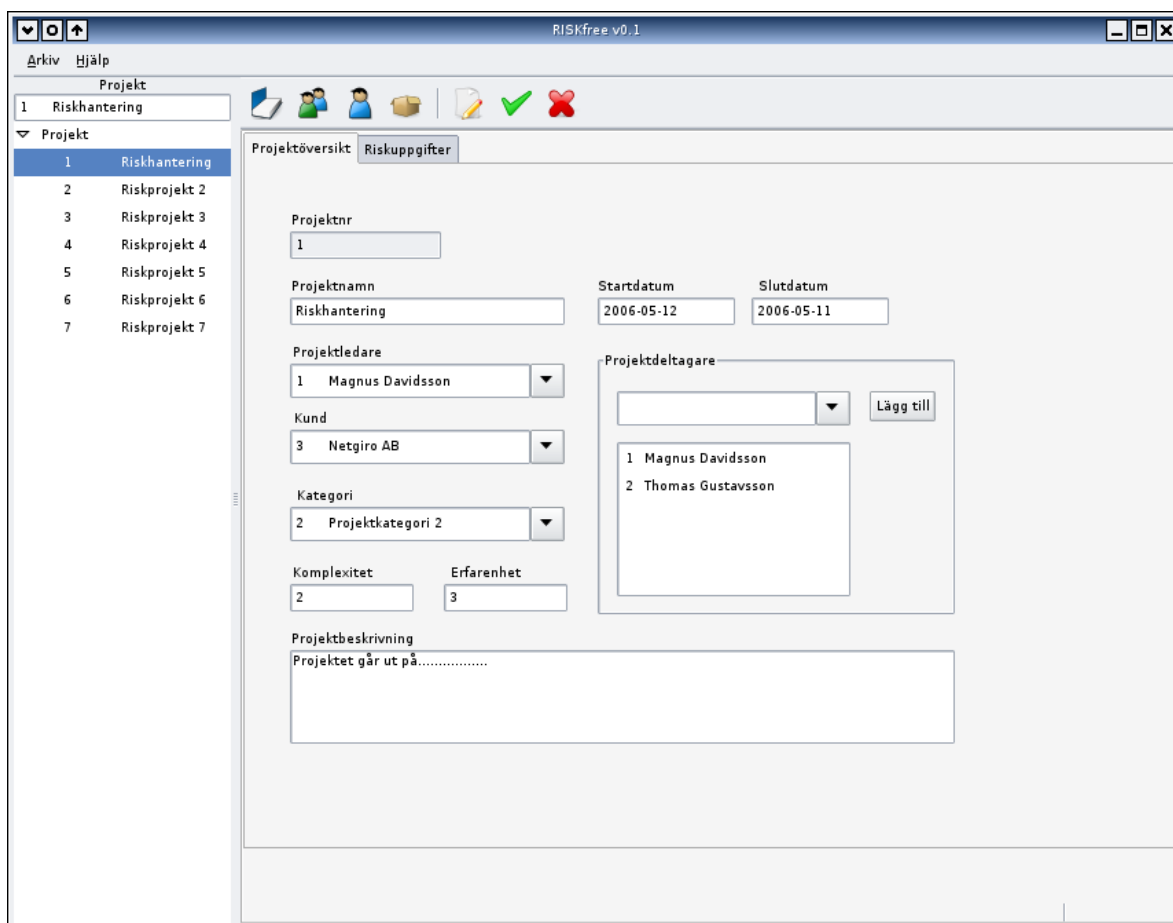 RISKfree v0.1
Arkiv Hjälp
Projekt
1 Riskhantering
Projekt
1 Riskhantering
2 Riskprojekt 2
3 Riskprojekt 3
4 Riskprojekt 4
5 Riskprojekt 5
6 Riskprojekt 6
7 Riskprojekt 7
Projektöversikt Riskuppgifter
Projektnr
1
Projektnamn
Riskhantering
Startdatum Slutdatum
2006-05-12 2006-05-11
Projektledare
1 Magnus Davidsson
Kund
3 Netgiro AB
Kategori
2 Projektkategori 2
Komplexitet Erfarenhet
2 3
Projektdeltagare
Lägg till
1 Magnus Davidsson
2 Thomas Gustavsson
Projektbeskrivning
Projektet går ut på.................